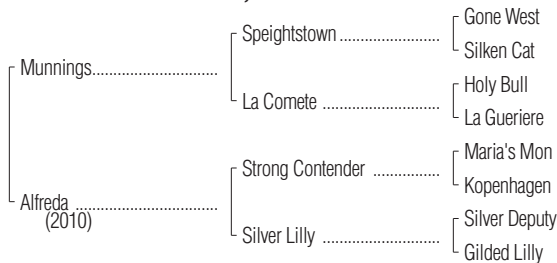 Gone West
Speightstown
Silken Cat
Munnings
Holy Bull
La Comete
La Gueriere
Maria's Mon
Strong Contender
Kopenhagen
Alfreda
(2010)
Silver Deputy
Silver Lilly
Gilded Lilly